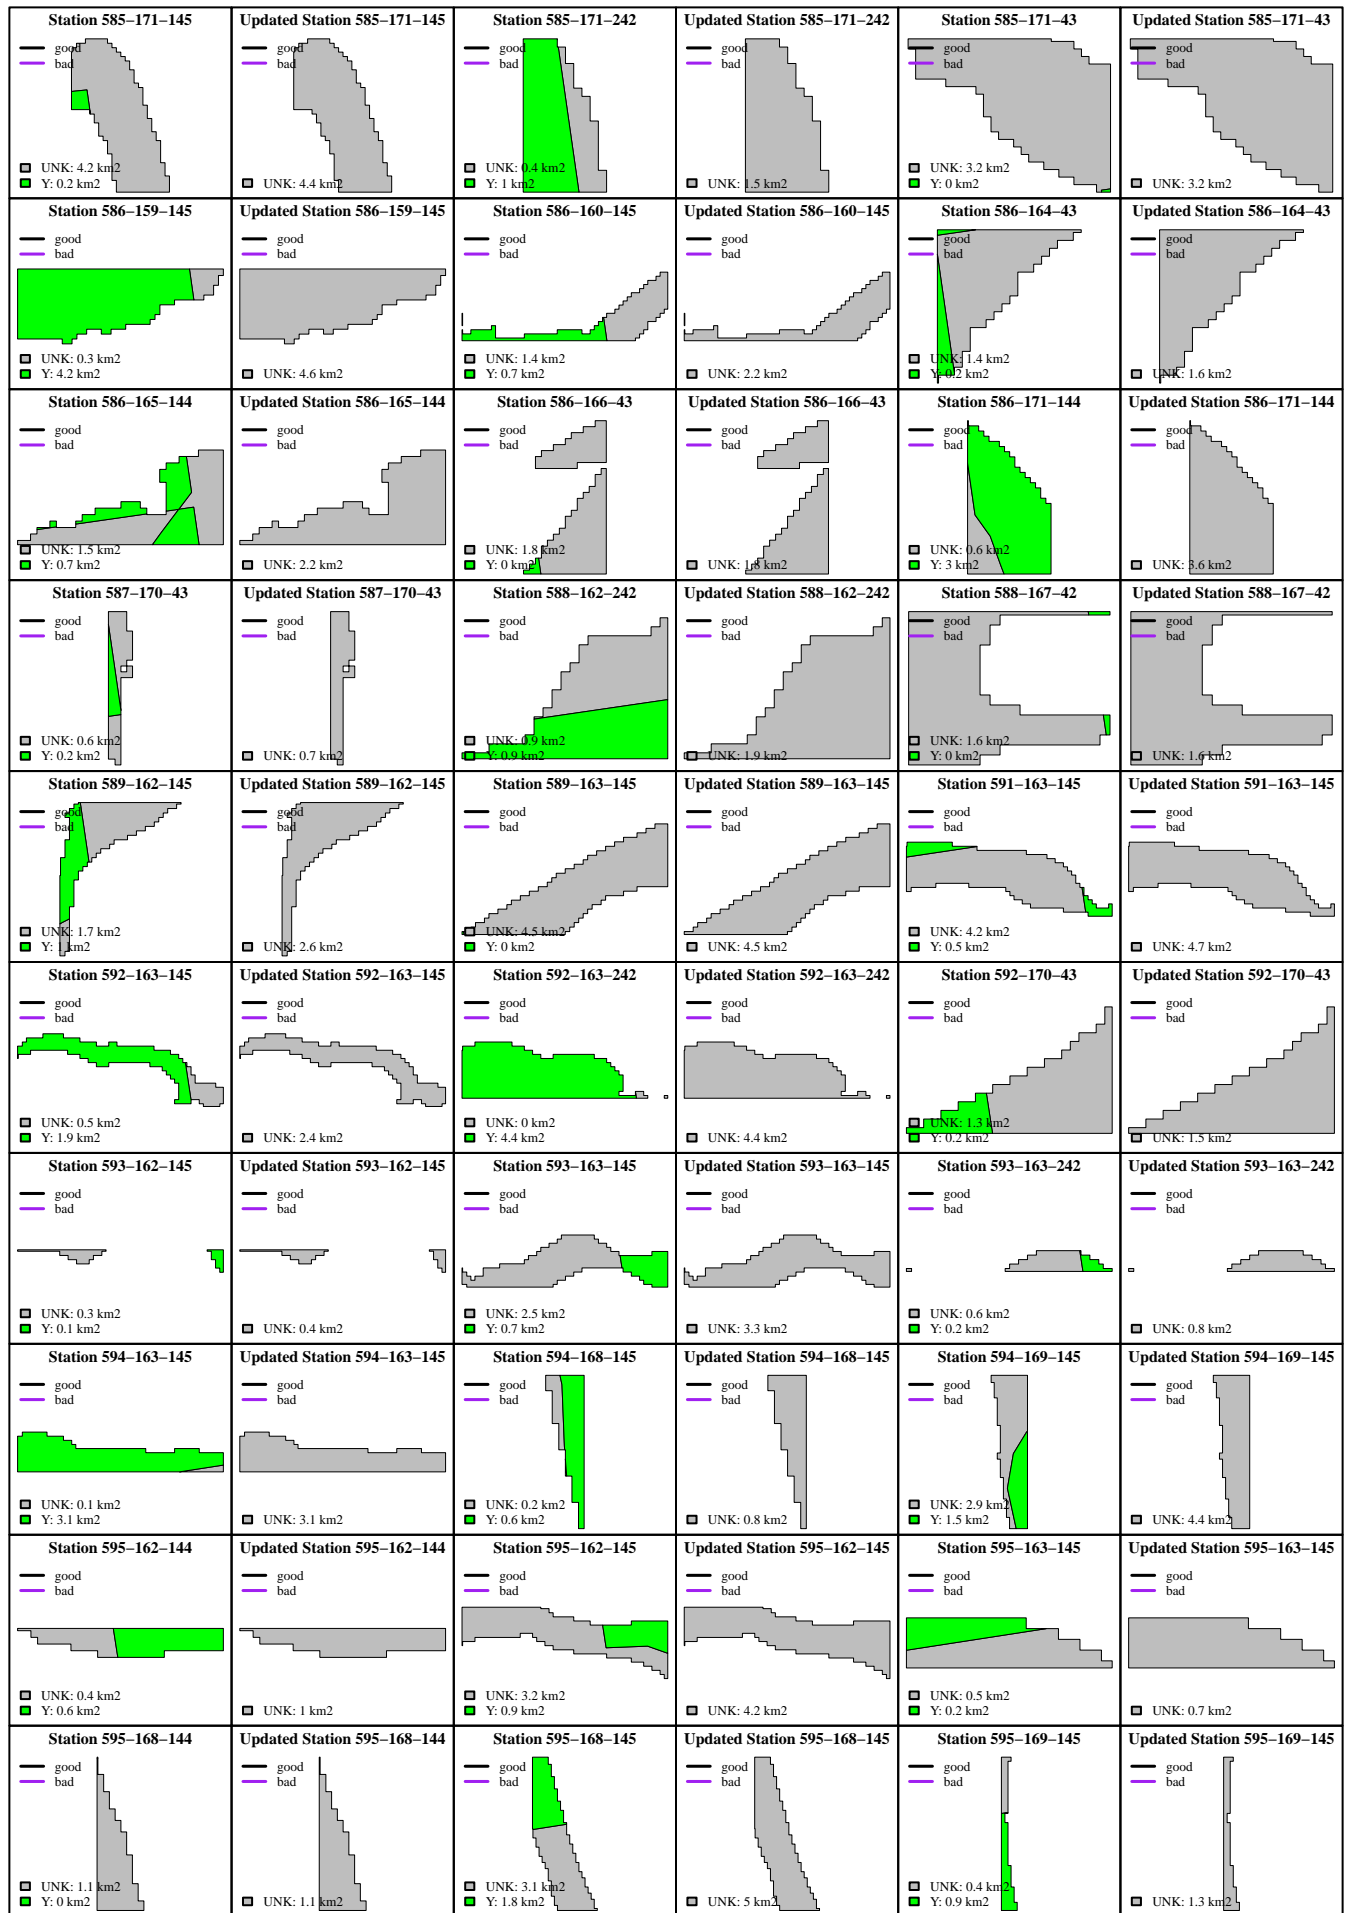 Station 585−171−145
good
bad
UNK: 4.2 km2
Y: 0.2 km2
Updated Station 585−171−145
good
bad
UNK: 4.4 km2
Station 585−171−242
good
bad
UNK: 0.4 km2
Y: 1 km2
Updated Station 585−171−242
good
bad
UNK: 1.5 km2
Station 585−171−43
good
bad
UNK: 3.2 km2
Y: 0 km2
Updated Station 585−171−43
good
bad
UNK: 3.2 km2
Station 586−159−145
good
bad
UNK: 0.3 km2
Y: 4.2 km2
Updated Station 586−159−145
good
bad
UNK: 4.6 km2
Station 586−160−145
good
bad
UNK: 1.4 km2
Y: 0.7 km2
Updated Station 586−160−145
good
bad
UNK: 2.2 km2
Station 586−164−43
good
bad
UNK: 1.4 km2
Y: 0.2 km2
Updated Station 586−164−43
good
bad
UNK: 1.6 km2
Station 586−165−144
good
bad
UNK: 1.5 km2
Y: 0.7 km2
Updated Station 586−165−144
good
bad
UNK: 2.2 km2
Station 586−166−43
good
bad
UNK: 1.8 km2
Y: 0 km2
Updated Station 586−166−43
good
bad
UNK: 1.8 km2
Station 586−171−144
good
bad
UNK: 0.6 km2
Y: 3 km2
Updated Station 586−171−144
good
bad
UNK: 3.6 km2
Station 587−170−43
good
bad
UNK: 0.6 km2
Y: 0.2 km2
Updated Station 587−170−43
good
bad
UNK: 0.7 km2
Station 588−162−242
good
bad
UNK: 0.9 km2
Y: 0.9 km2
Updated Station 588−162−242
good
bad
UNK: 1.9 km2
Station 588−167−42
good
bad
UNK: 1.6 km2
Y: 0 km2
Updated Station 588−167−42
good
bad
UNK: 1.6 km2
Station 589−162−145
good
bad
UNK: 1.7 km2
Y: 1 km2
Updated Station 589−162−145
good
bad
UNK: 2.6 km2
Station 589−163−145
good
bad
UNK: 4.5 km2
Y: 0 km2
Updated Station 589−163−145
good
bad
UNK: 4.5 km2
Station 591−163−145
good
bad
UNK: 4.2 km2
Y: 0.5 km2
Updated Station 591−163−145
good
bad
UNK: 4.7 km2
Station 592−163−145
good
bad
UNK: 0.5 km2
Y: 1.9 km2
Updated Station 592−163−145
good
bad
UNK: 2.4 km2
Station 592−163−242
good
bad
UNK: 0 km2
Y: 4.4 km2
Updated Station 592−163−242
good
bad
UNK: 4.4 km2
Station 592−170−43
good
bad
UNK: 1.3 km2
Y: 0.2 km2
Updated Station 592−170−43
good
bad
UNK: 1.5 km2
Station 593−162−145
good
bad
UNK: 0.3 km2
Y: 0.1 km2
Updated Station 593−162−145
good
bad
UNK: 0.4 km2
Station 593−163−145
good
bad
UNK: 2.5 km2
Y: 0.7 km2
Updated Station 593−163−145
good
bad
UNK: 3.3 km2
Station 593−163−242
good
bad
UNK: 0.6 km2
Y: 0.2 km2
Updated Station 593−163−242
good
bad
UNK: 0.8 km2
Station 594−163−145
good
bad
UNK: 0.1 km2
Y: 3.1 km2
Updated Station 594−163−145
good
bad
UNK: 3.1 km2
Station 594−168−145
good
bad
UNK: 0.2 km2
Y: 0.6 km2
Updated Station 594−168−145
good
bad
UNK: 0.8 km2
Station 594−169−145
good
bad
UNK: 2.9 km2
Y: 1.5 km2
Updated Station 594−169−145
good
bad
UNK: 4.4 km2
Station 595−162−144
good
bad
UNK: 0.4 km2
Y: 0.6 km2
Updated Station 595−162−144
good
bad
UNK: 1 km2
Station 595−162−145
good
bad
UNK: 3.2 km2
Y: 0.9 km2
Updated Station 595−162−145
good
bad
UNK: 4.2 km2
Station 595−163−145
good
bad
UNK: 0.5 km2
Y: 0.2 km2
Updated Station 595−163−145
good
bad
UNK: 0.7 km2
Station 595−168−144
good
bad
UNK: 1.1 km2
Y: 0 km2
Updated Station 595−168−144
good
bad
UNK: 1.1 km2
Station 595−168−145
good
bad
UNK: 3.1 km2
Y: 1.8 km2
Updated Station 595−168−145
good
bad
UNK: 5 km2
Station 595−169−145
good
bad
UNK: 0.4 km2
Y: 0.9 km2
Updated Station 595−169−145
good
bad
UNK: 1.3 km2